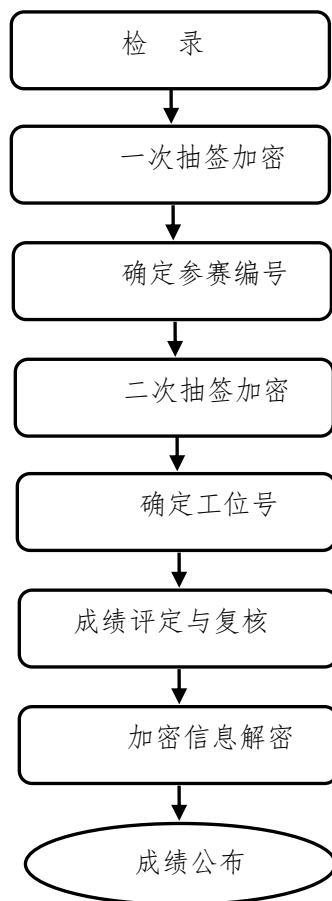 检 录
一次抽签加密
确定参赛编号
二次抽签加密
确定工位号
成绩评定与复核
加密信息解密
成绩公布